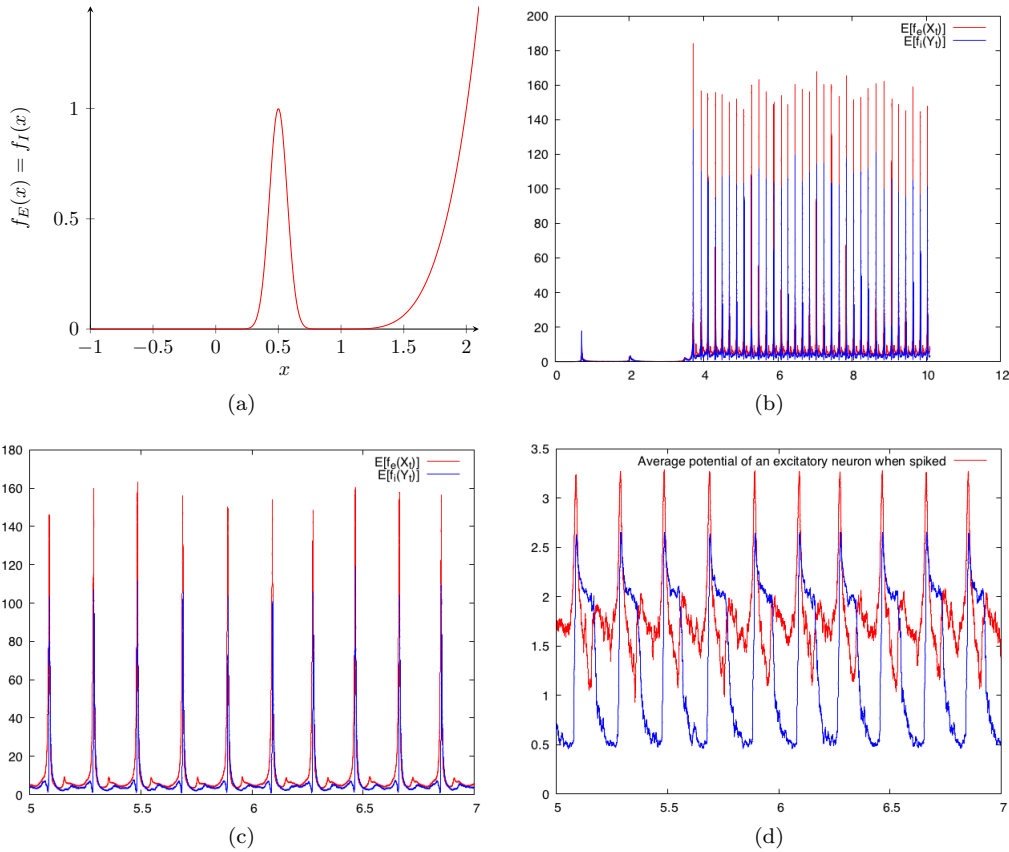 f_E(x) = f_I(x)
1
0.5
0
−1 −0.5 0 0.5 1 1.5 2
x
(a)
200
180
160
140
120
100
80
60
40
20
0
0 2 4 6 8 10 12
E[f_e(X_t)]
E[f_i(Y_t)]
(b)
180
160
140
120
100
80
60
40
20
0
5 5.5 6 6.5 7
E[f_e(X_t)]
E[f_i(Y_t)]
(c)
3.5
3
2.5
2
1.5
1
0.5
0
5 5.5 6 6.5 7
Average potential of an excitatory neuron when spiked
(d)